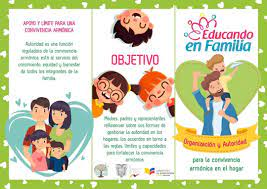 APOYO Y LÍMITE PARA UNA
CONVIVENCIA ARMÓNICA
Autoridad es una función
reguladora de la convivencia
armónica, está al servicio del
crecimiento, equidad y bienestar
de todos los integrantes de la
familia.
OBJETIVO
Madres, padres y representantes
reflexionan sobre las formas de
gestionar la autoridad en los
hogares, los acuerdos en torno a
las reglas, límites y capacidades
para fortalecer la convivencia
armónica.
Educando
en Familia
Organización y Autoridad
para la convivencia
armónica en el hogar